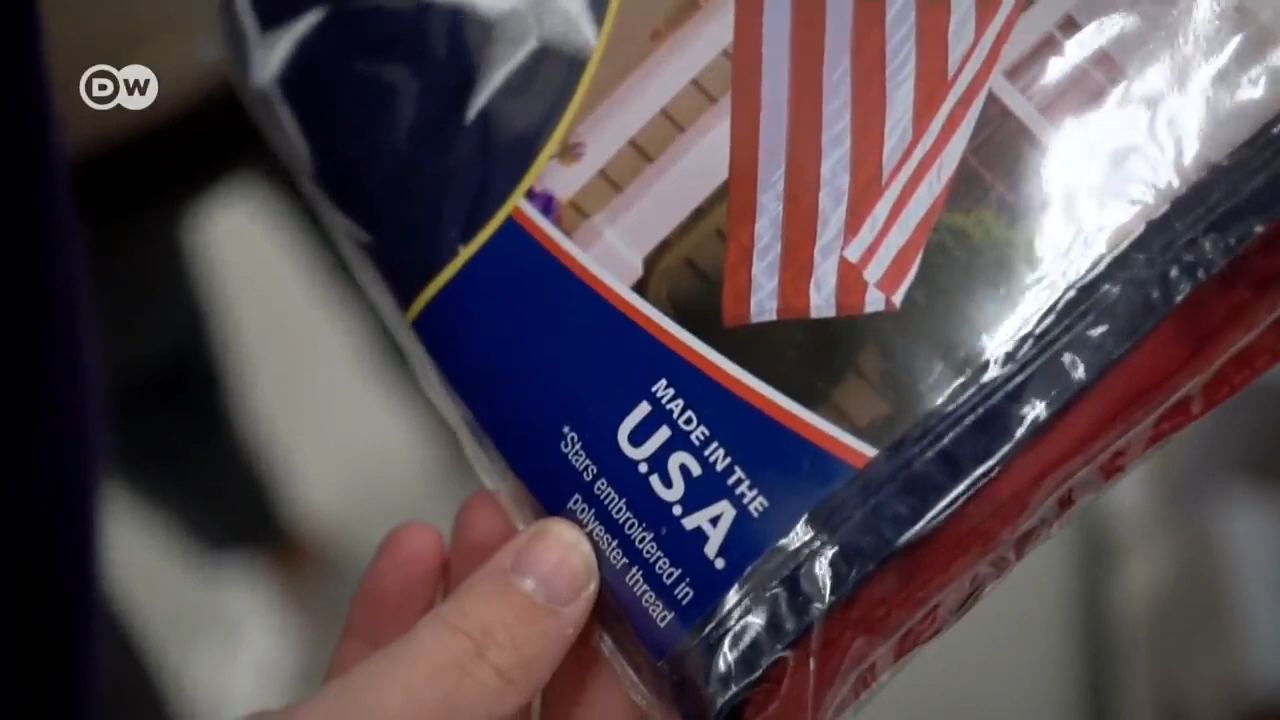 DW
MADE IN THE
U.S.A.
*Stars embroidered in
polyester thread